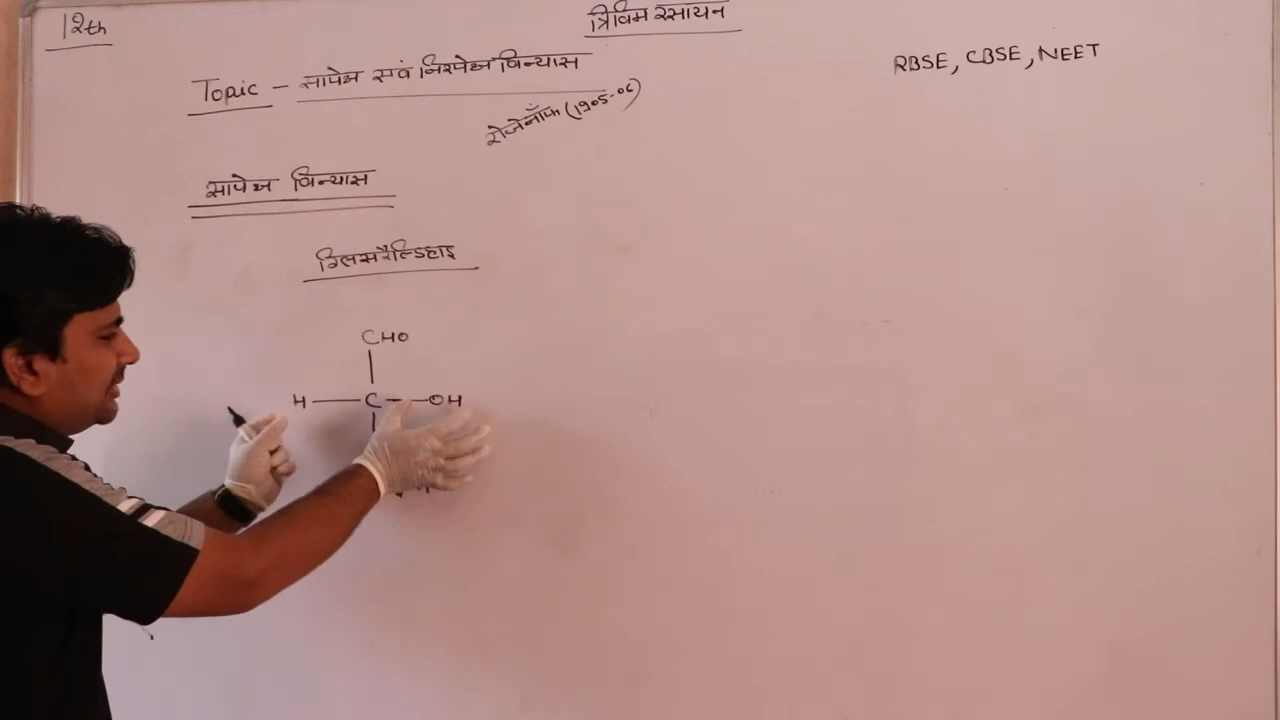 12th
त्रिविम रसायन
RBSE, CBSE, NEET
Topic - सापेक्ष एवं निरपेक्ष विन्यास
रोजेनॉफ (1905-06)
सापेक्ष विन्यास
ग्लिसरैल्डिहाइड
CHO
H — C — OH